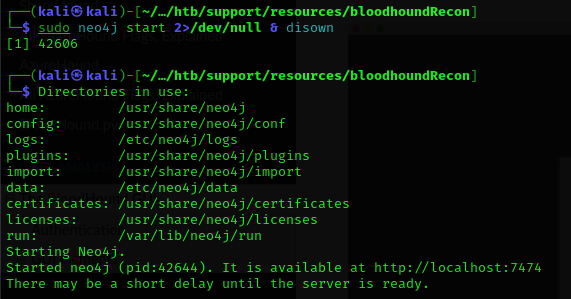 ┌──(kali㉿kali)-[~/…/htb/support/resources/bloodhoundRecon]
└─$ sudo neo4j start 2>/dev/null & disown
[1] 42606
┌──(kali㉿kali)-[~/…/htb/support/resources/bloodhoundRecon]
└─$ Directories in use:
home:         /usr/share/neo4j
config:       /usr/share/neo4j/conf
logs:         /etc/neo4j/logs
plugins:      /usr/share/neo4j/plugins
import:       /usr/share/neo4j/import
data:         /etc/neo4j/data
certificates: /usr/share/neo4j/certificates
licenses:     /usr/share/neo4j/licenses
run:          /var/lib/neo4j/run
Starting Neo4j.
Started neo4j (pid:42644). It is available at http://localhost:7474
There may be a short delay until the server is ready.